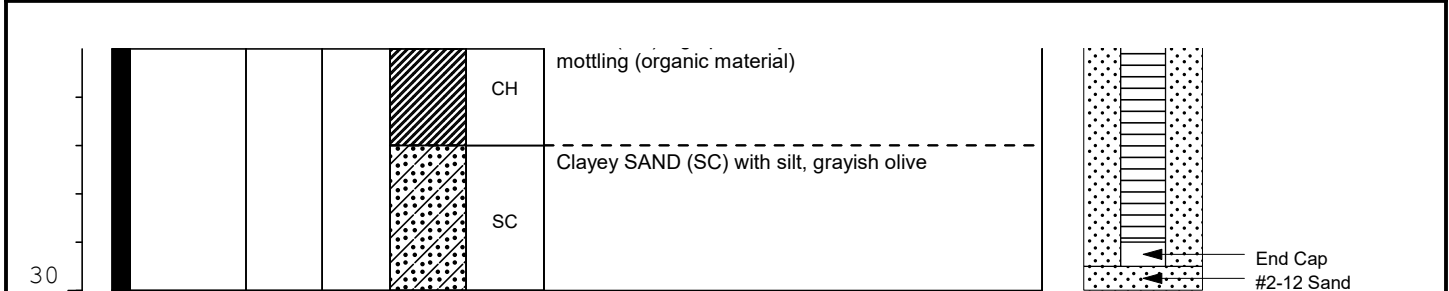 mottling (organic material)
CH
Clayey SAND (SC) with silt, grayish olive
SC
End Cap
30
#2-12 Sand